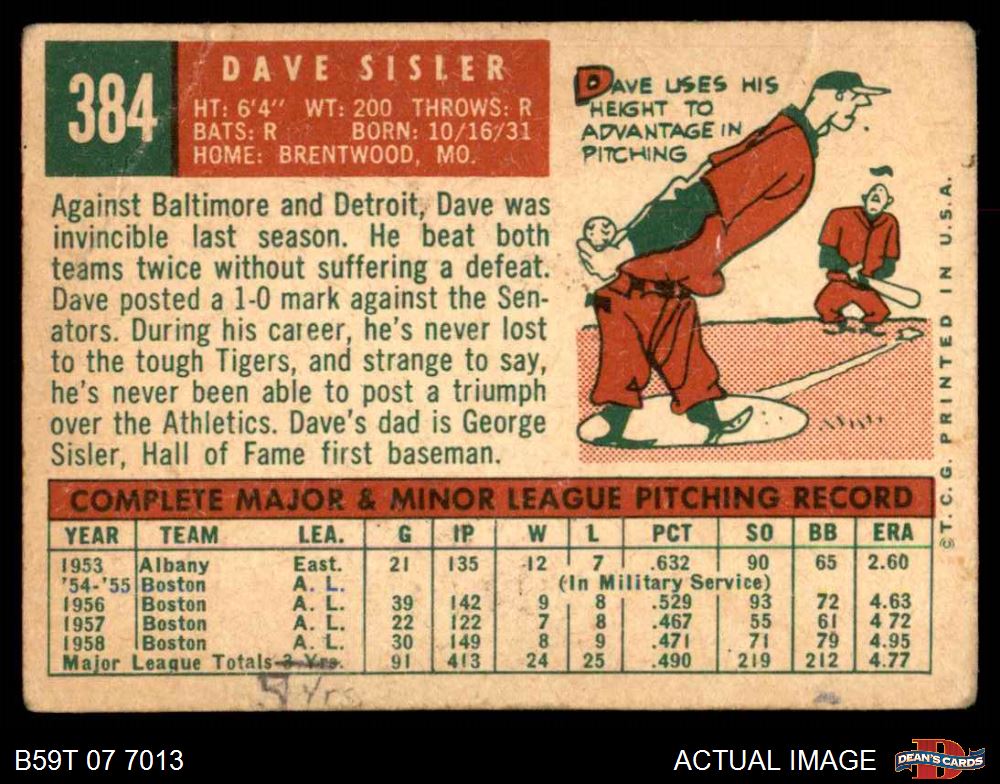 384
DAVE SISLER
HT: 6'4" WT: 200 THROWS: R
BATS: R BORN: 10/16/31
HOME: BRENTWOOD, MO.
DAVE USES HIS
HEIGHT TO
ADVANTAGE IN
PITCHING
Against Baltimore and Detroit, Dave was
invincible last season. He beat both
teams twice without suffering a defeat.
Dave posted a 1-0 mark against the Sen-
ators. During his career, he's never lost
to the tough Tigers, and strange to say,
he's never been able to post a triumph
over the Athletics. Dave's dad is George
Sisler, Hall of Fame first baseman.
© T. C. G. PRINTED IN U.S.A.
COMPLETE MAJOR & MINOR LEAGUE PITCHING RECORD
YEAR TEAM LEA. G IP W L PCT SO BB ERA
1953 Albany East. 21 135 12 7 .632 90 65 2.60
'54-'55 Boston A. L. (In Military Service)
1956 Boston A. L. 39 142 9 8 .529 93 72 4.63
1957 Boston A. L. 22 122 7 8 .467 55 61 4 72
1958 Boston A. L. 30 149 8 9 .471 71 79 4.95
Major League Totals 3 Yrs. 91 413 24 25 .490 219 212 4.77
5 Yrs
B59T 07 7013
ACTUAL IMAGE
DEAN'S CARDS